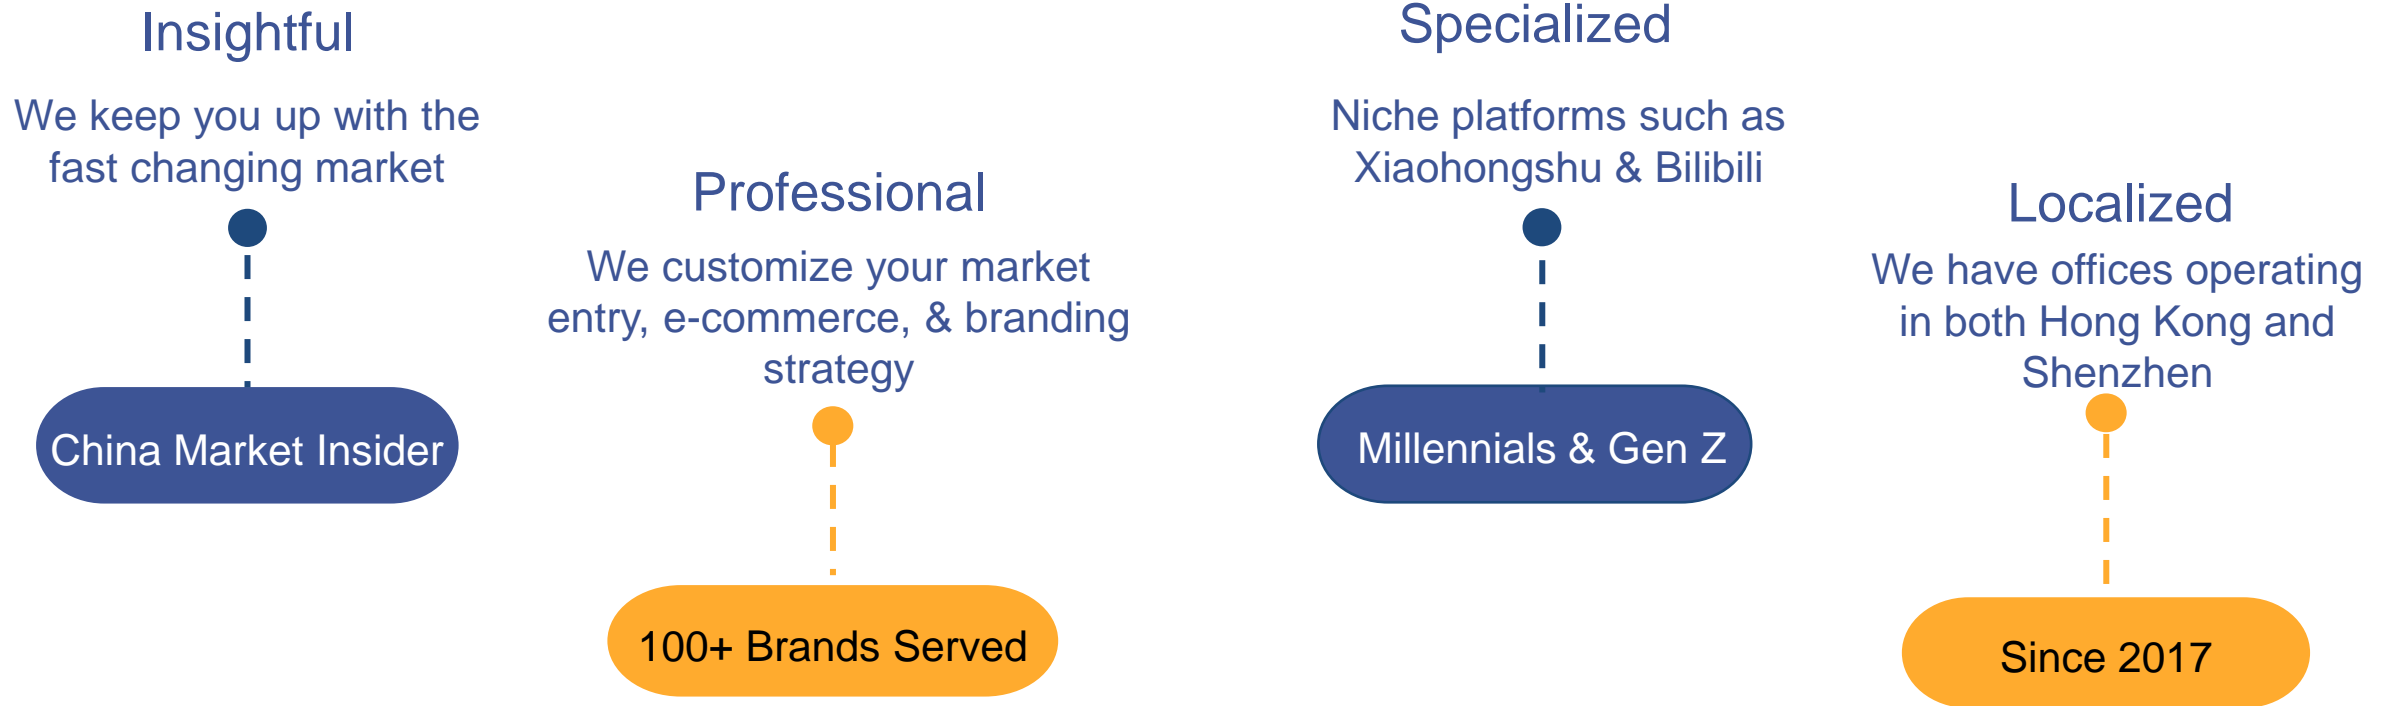 Insightful
We keep you up with the
fast changing market
China Market Insider
Professional
We customize your market
entry, e-commerce, & branding
strategy
100+ Brands Served
Specialized
Niche platforms such as
Xiaohongshu & Bilibili
Millennials & Gen Z
Localized
We have offices operating
in both Hong Kong and
Shenzhen
Since 2017